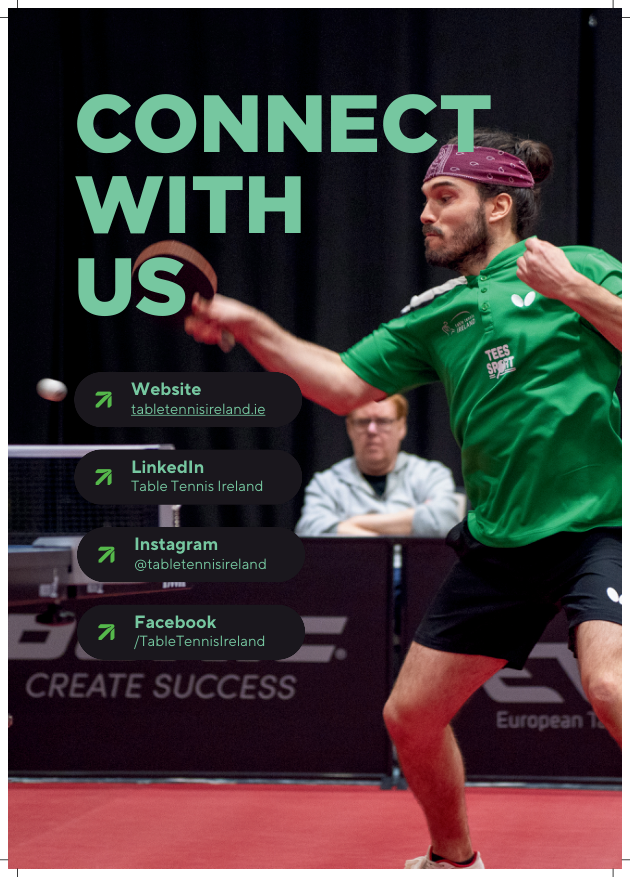 CONNECT
WITH
US
TEES
SPORT
Website
tabletennisireland.ie
LinkedIn
Table Tennis Ireland
Instagram
@tabletennisireland
Facebook
/TableTennisIreland
CREATE SUCCESS
European Ta